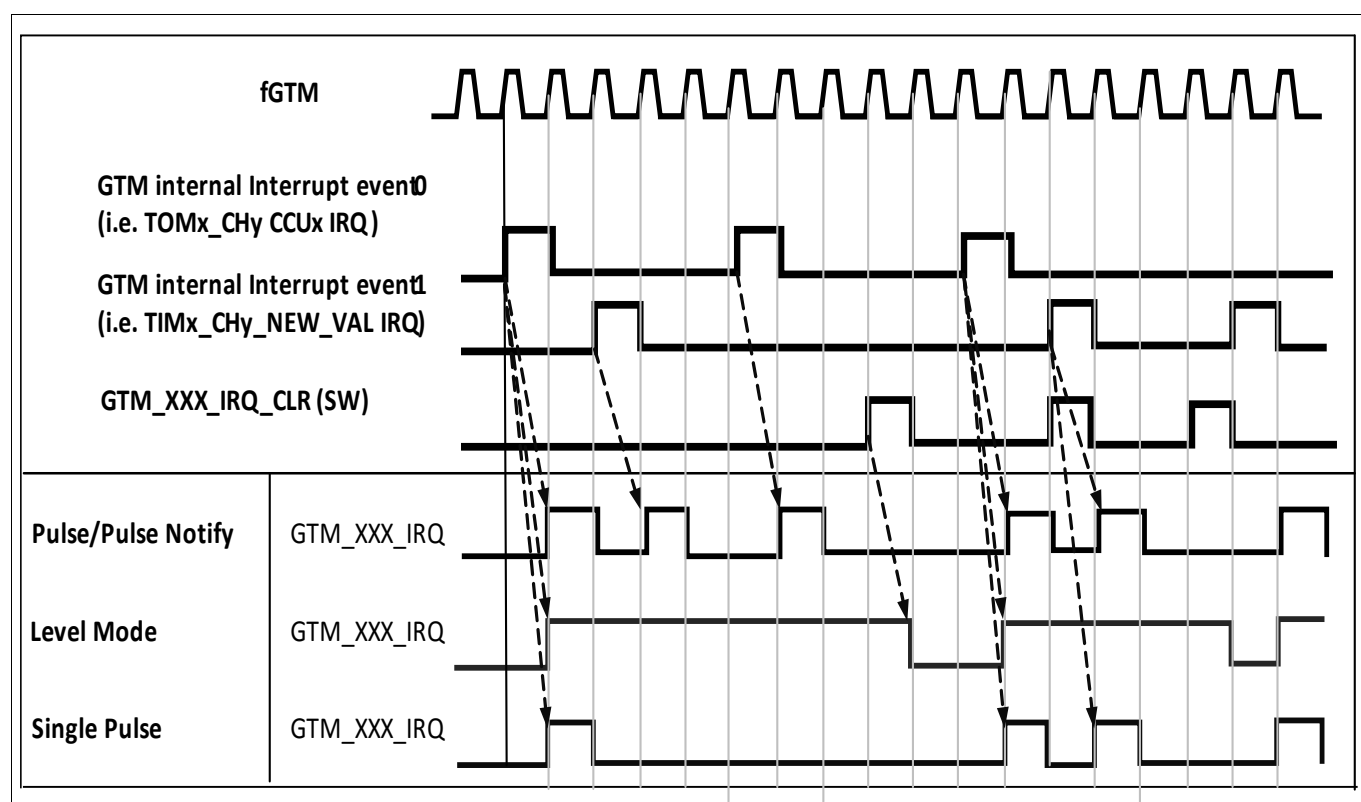 fGTM
GTM internal Interrupt event0
(i.e. TOMx_CHy CCUx IRQ)
GTM internal Interrupt event1
(i.e. TIMx_CHy_NEW_VAL IRQ)
GTM_XXX_IRQ_CLR (SW)
Pulse/Pulse Notify GTM_XXX_IRQ
Level Mode GTM_XXX_IRQ
Single Pulse GTM_XXX_IRQ